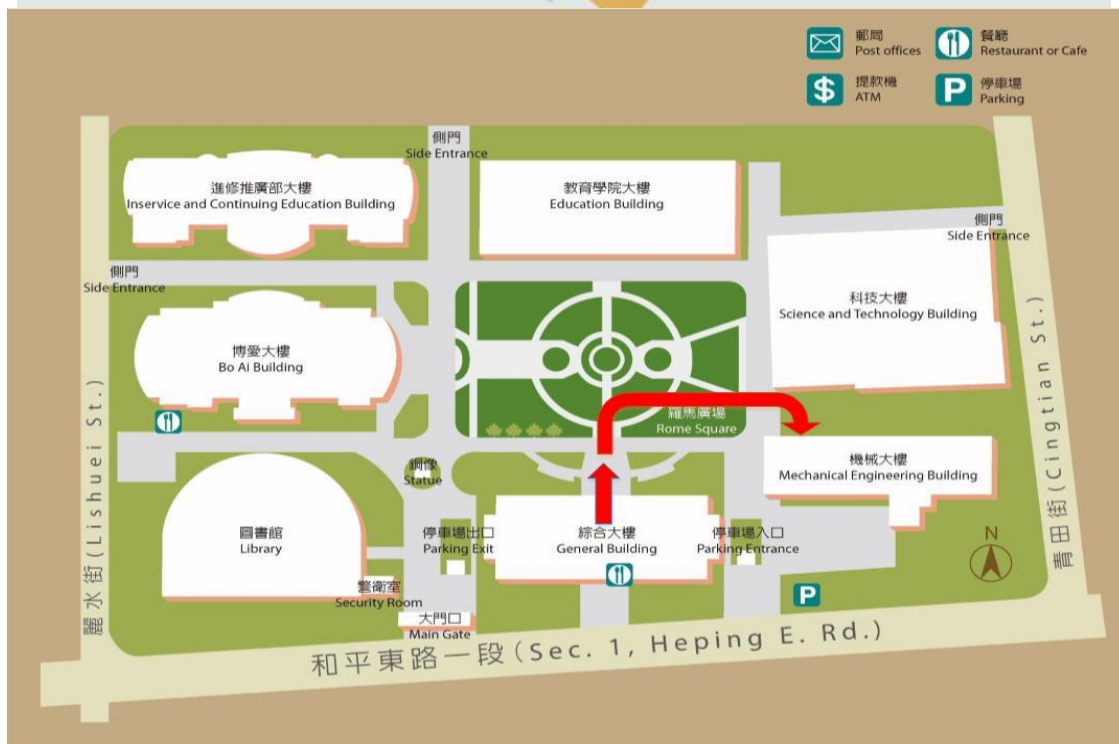 郵局
Post offices
餐廳
Restaurant or Cafe
$
提款機
ATM
P
停車場
Parking
側門
Side Entrance
進修推廣部大樓
Inservice and Continuing Education Building
教育學院大樓
Education Building
側門
Side Entrance
側門
Side Entrance
科技大樓
Science and Technology Building
博愛大樓
Bo Ai Building
羅馬廣場
Rome Square
機械大樓
Mechanical Engineering Building
銅像
Statue
圖書館
Library
停車場出口
Parking Exit
綜合大樓
General Building
停車場入口
Parking Entrance
N
警衛室
Security Room
P
大門口
Main Gate
麗水街(Lishuei St.)
青田街(Cingtian St.)
和平東路一段(Sec. 1, Heping E. Rd.)